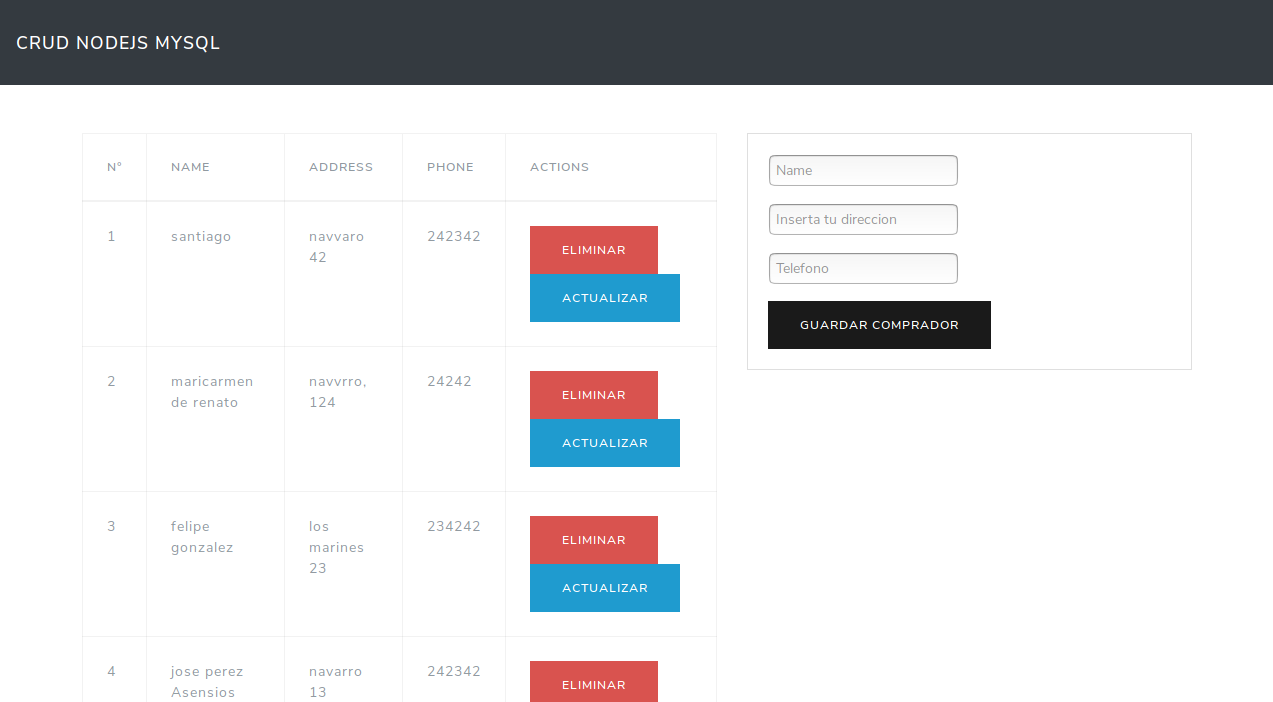 CRUD NODEJS MYSQL
N° NAME ADDRESS PHONE ACTIONS
1 santiago navvaro 242342 ELIMINAR
42
ACTUALIZAR
2 maricarmen navvrro, 24242 ELIMINAR
de renato 124
ACTUALIZAR
3 felipe los 234242 ELIMINAR
gonzalez marines
23
ACTUALIZAR
4 jose perez navarro 242342 ELIMINAR
Asensios 13
Name
Inserta tu direccion
Telefono
GUARDAR COMPRADOR